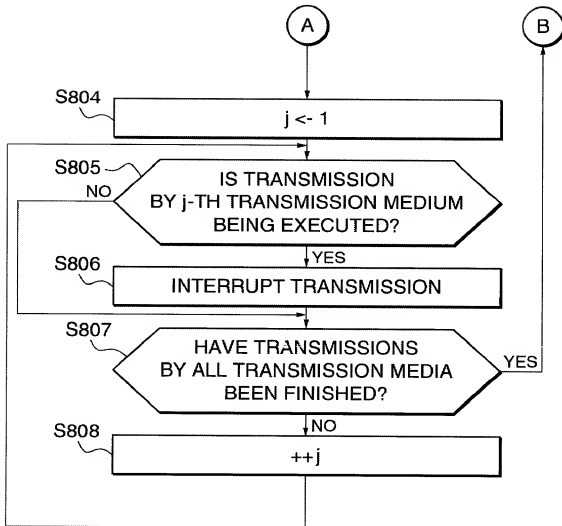 A
B
S804
j <- 1
S805
IS TRANSMISSION
BY j-TH TRANSMISSION MEDIUM
BEING EXECUTED?
NO
YES
S806
INTERRUPT TRANSMISSION
S807
HAVE TRANSMISSIONS
BY ALL TRANSMISSION MEDIA
BEEN FINISHED?
YES
NO
S808
++j